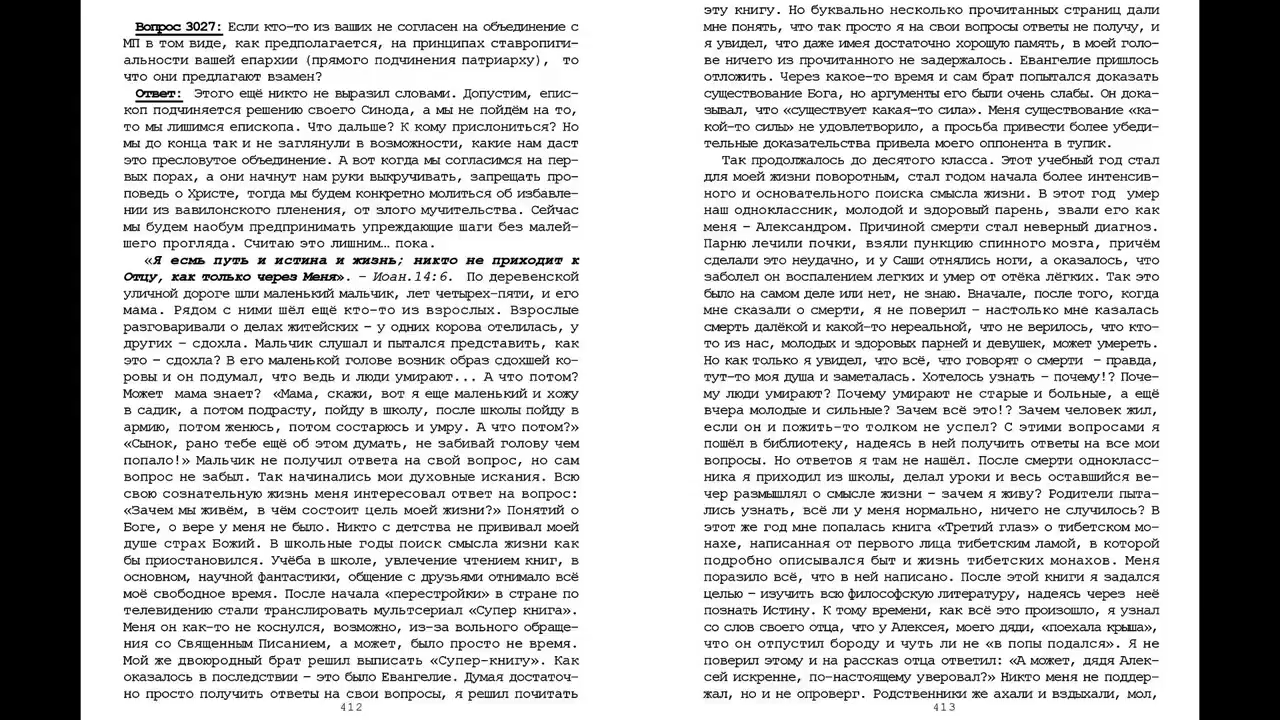 Вопрос 3027: Если кто-то из ваших не согласен на объединение с
МП в том виде, как предполагается, на принципах ставропиги-
альности вашей епархии (прямого подчинения патриарху), то
что они предлагают взамен?
Ответ: Этого ещё никто не выразил словами. Допустим, епис-
коп подчиняется решению своего Синода, а мы не пойдём на то,
то мы лишимся епископа. Что дальше? К кому прислониться? Но
мы до конца так и не заглянули в возможности, какие нам даст
это пресловутое объединение. А вот когда мы согласимся на пер-
вых порах, а они начнут нам руки выкручивать, запрещать про-
поведь о Христе, тогда мы будем конкретно молиться об избавле-
нии из вавилонского пленения, от злого мучительства. Сейчас
мы будем наобум предпринимать упреждающие шаги без малей-
шего прогляда. Считаю это лишним… пока.
«Я есмь путь и истина и жизнь; никто не приходит к
Отцу, как только через Меня». – Иоан.14:6. По деревенской
уличной дороге шли маленький мальчик, лет четырех-пяти, и его
мама. Рядом с ними шёл ещё кто-то из взрослых. Взрослые
разговаривали о делах житейских – у одних корова отелилась, у
других – сдохла. Мальчик слушал и пытался представить, как
это – сдохла? В его маленькой голове возник образ сдохшей ко-
ровы и он подумал, что ведь и люди умирают... А что потом?
Может мама знает? «Мама, скажи, вот я еще маленький и хожу
в садик, а потом подрасту, пойду в школу, после школы пойду в
армию, потом женюсь, потом состарюсь и умру. А что потом?»
«Сынок, рано тебе ещё об этом думать, не забивай голову чем
попало!» Мальчик не получил ответа на свой вопрос, но сам
вопрос не забыл. Так начинались мои духовные искания. Всю
свою сознательную жизнь меня интересовал ответ на вопрос:
«Зачем мы живём, в чём состоит цель моей жизни?» Понятий о
Боге, о вере у меня не было. Никто с детства не прививал моей
душе страх Божий. В школьные годы поиск смысла жизни как
бы приостановился. Учёба в школе, увлечение чтением книг, в
основном, научной фантастики, общение с друзьями отнимало всё
моё свободное время. После начала «перестройки» в стране по
телевидению стали транслировать мультсериал «Супер книга».
Меня он как-то не коснулся, возможно, из-за вольного обраще-
ния со Священным Писанием, а может, было просто не время.
Мой же двоюродный брат решил выписать «Супер-книгу». Как
оказалось в последствии – это было Евангелие. Думая достаточ-
но просто получить ответы на свои вопросы, я решил почитать
412
эту книгу. Но буквально несколько прочитанных страниц дали
мне понять, что так просто я на свои вопросы ответы не получу, и
я увидел, что даже имея достаточно хорошую память, в моей голо-
ве ничего из прочитанного не задержалось. Евангелие пришлось
отложить. Через какое-то время и сам брат попытался доказать
существование Бога, но аргументы его были очень слабы. Он дока-
зывал, что «существует какая-то сила». Меня существование «ка-
кой-то силы» не удовлетворило, а просьба привести более убеди-
тельные доказательства привела моего оппонента в тупик.
Так продолжалось до десятого класса. Этот учебный год стал
для моей жизни поворотным, стал годом начала более интенсив-
ного и основательного поиска смысла жизни. В этот год умер
наш одноклассник, молодой и здоровый парень, звали его как
меня – Александром. Причиной смерти стал неверный диагноз.
Парню лечили почки, взяли пункцию спинного мозга, причём
сделали это неудачно, и у Саши отнялись ноги, а оказалось, что
заболел он воспалением легких и умер от отёка лёгких. Так это
было на самом деле или нет, не знаю. Вначале, после того, когда
мне сказали о смерти, я не поверил – настолько мне казалась
смерть далёкой и какой-то нереальной, что не верилось, что кто-
то из нас, молодых и здоровых парней и девушек, может умереть.
Но как только я увидел, что всё, что говорят о смерти – правда,
тут-то моя душа и заметалась. Хотелось узнать – почему!? Поче-
му люди умирают? Почему умирают не старые и больные, а ещё
вчера молодые и сильные? Зачем всё это!? Зачем человек жил,
если он и пожить-то толком не успел? С этими вопросами я
пошёл в библиотеку, надеясь в ней получить ответы на все мои
вопросы. Но ответов я там не нашёл. После смерти одноклас-
сника я приходил из школы, делал уроки и весь оставшийся ве-
чер размышлял о смысле жизни – зачем я живу? Родители пыта-
лись узнать, всё ли у меня нормально, ничего не случилось? В
этот же год мне попалась книга «Третий глаз» о тибетском мо-
нахе, написанная от первого лица тибетским ламой, в которой
подробно описывался быт и жизнь тибетских монахов. Меня
поразило всё, что в ней написано. После этой книги я задался
целью – изучить всю философскую литературу, надеясь через неё
познать Истину. К тому времени, как всё это произошло, я узнал
со слов своего отца, что у Алексея, моего дяди, «поехала крыша»,
что он отпустил бороду и чуть ли не «в попы подался». Я не
поверил этому и на рассказ отца ответил: «А может, дядя Алек-
сей искренне, по-настоящему уверовал?» Никто меня не поддер-
жал, но и не опроверг. Родственники же ахали и вздыхали, мол,
413